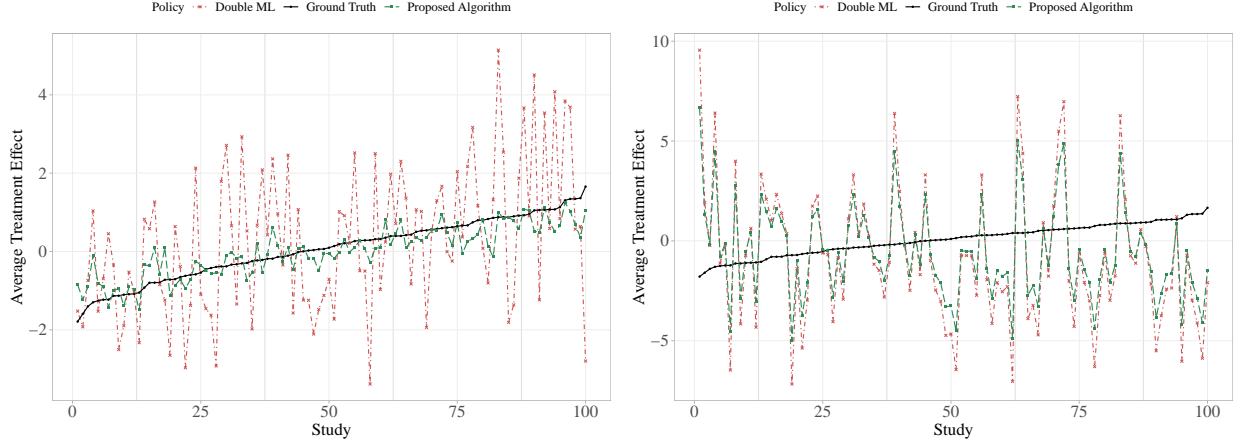 Policy Double ML Ground Truth Proposed Algorithm
4
2
0
−2
Average Treatment Effect
0 25 50 75 100
Study
Policy Double ML Ground Truth Proposed Algorithm
10
5
0
−5
Average Treatment Effect
0 25 50 75 100
Study